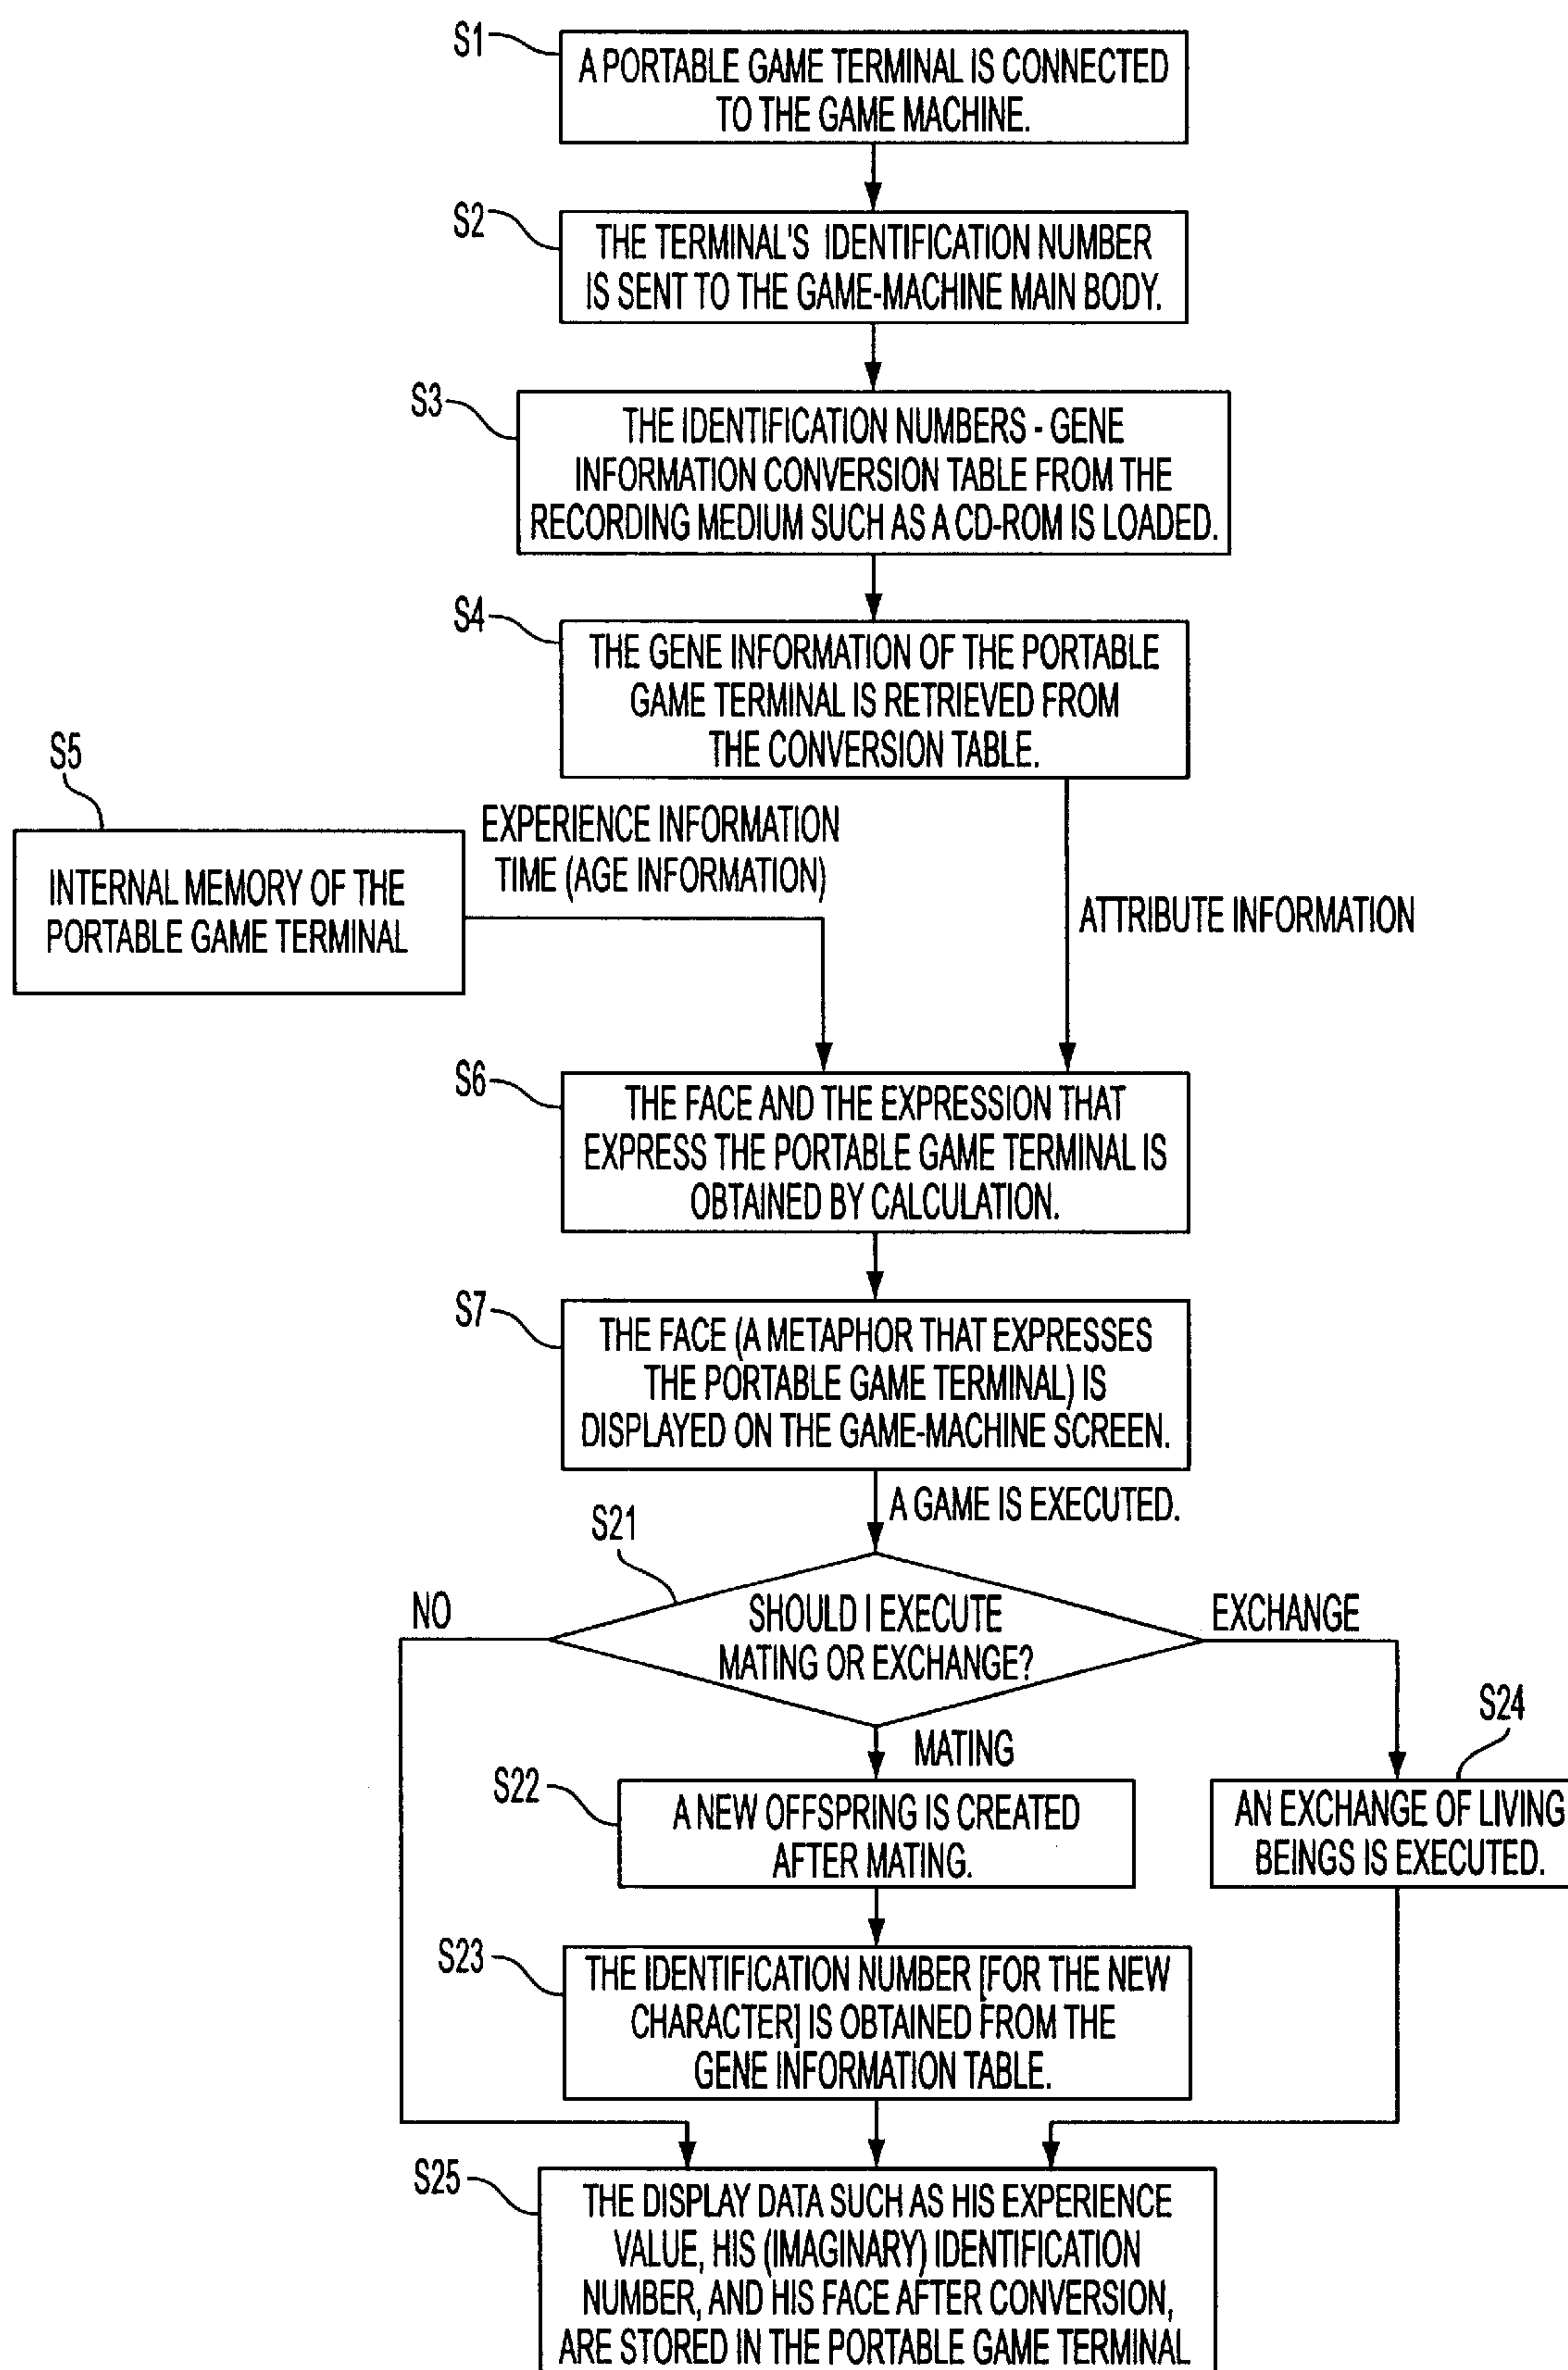 S1
A PORTABLE GAME TERMINAL IS CONNECTED
TO THE GAME MACHINE.
S2
THE TERMINAL'S IDENTIFICATION NUMBER
IS SENT TO THE GAME-MACHINE MAIN BODY.
S3
THE IDENTIFICATION NUMBERS - GENE
INFORMATION CONVERSION TABLE FROM THE
RECORDING MEDIUM SUCH AS A CD-ROM IS LOADED.
S4
THE GENE INFORMATION OF THE PORTABLE
GAME TERMINAL IS RETRIEVED FROM
THE CONVERSION TABLE.
S5
INTERNAL MEMORY OF THE
PORTABLE GAME TERMINAL
EXPERIENCE INFORMATION
TIME (AGE INFORMATION)
ATTRIBUTE INFORMATION
S6
THE FACE AND THE EXPRESSION THAT
EXPRESS THE PORTABLE GAME TERMINAL IS
OBTAINED BY CALCULATION.
S7
THE FACE (A METAPHOR THAT EXPRESSES
THE PORTABLE GAME TERMINAL) IS
DISPLAYED ON THE GAME-MACHINE SCREEN.
A GAME IS EXECUTED.
S21
NO
SHOULD I EXECUTE
MATING OR EXCHANGE?
EXCHANGE
MATING
S22
A NEW OFFSPRING IS CREATED
AFTER MATING.
S24
AN EXCHANGE OF LIVING
BEINGS IS EXECUTED.
S23
THE IDENTIFICATION NUMBER [FOR THE NEW
CHARACTER] IS OBTAINED FROM THE
GENE INFORMATION TABLE.
S25
THE DISPLAY DATA SUCH AS HIS EXPERIENCE
VALUE, HIS (IMAGINARY) IDENTIFICATION
NUMBER, AND HIS FACE AFTER CONVERSION,
ARE STORED IN THE PORTABLE GAME TERMINAL